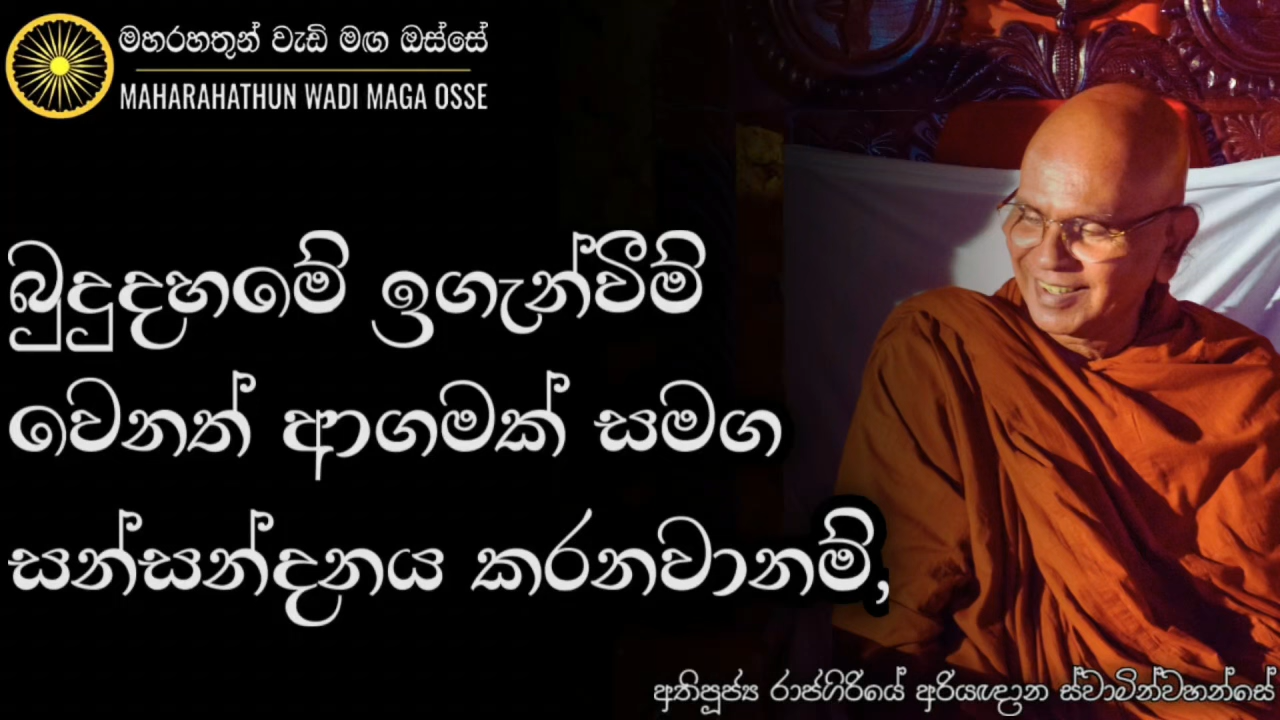 මහරහතුන් වැඩි මඟ ඔස්සේ
MAHARAHATHUN WADI MAGA OSSE
බුදුදහමේ ඉගැන්වීම්
වෙනත් ආගමක් සමග
සන්සන්දනය කරනවානම්,
අතිපූජ්‍ය රාජගිරියේ අරියඥාන ස්වාමින්වහන්සේ